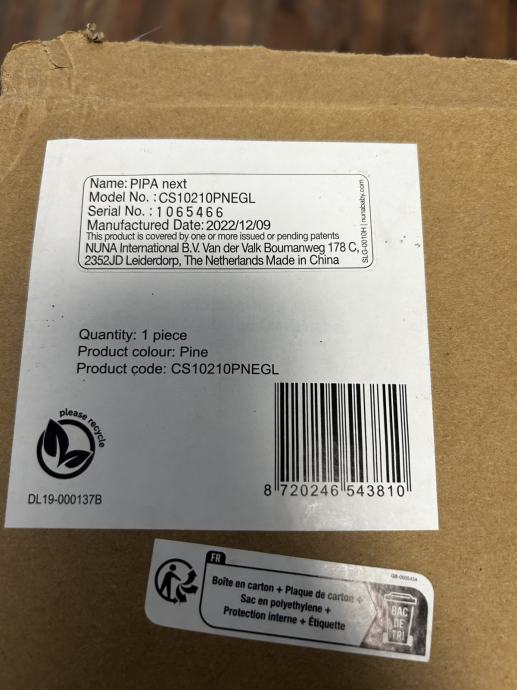 Name: PIPA next
Model No. : CS10210PNEGL
Serial No. : 1065466
Manufactured Date: 2022/12/09
This product is covered by one or more issued or pending patents
NUNA International B.V. Van der Valk Boumanweg 178 C,
2352JD Leiderdorp, The Netherlands Made in China
SLG-0010H | nunababy.com
Quantity: 1 piece
Product colour: Pine
Product code: CS10210PNEGL
please recycle
DL19-000137B
8 720246 543810
FR
Boîte en carton + Plaque de carton +
Sac en polyethylene +
Protection interne + Étiquette
BAC
DE
TRI